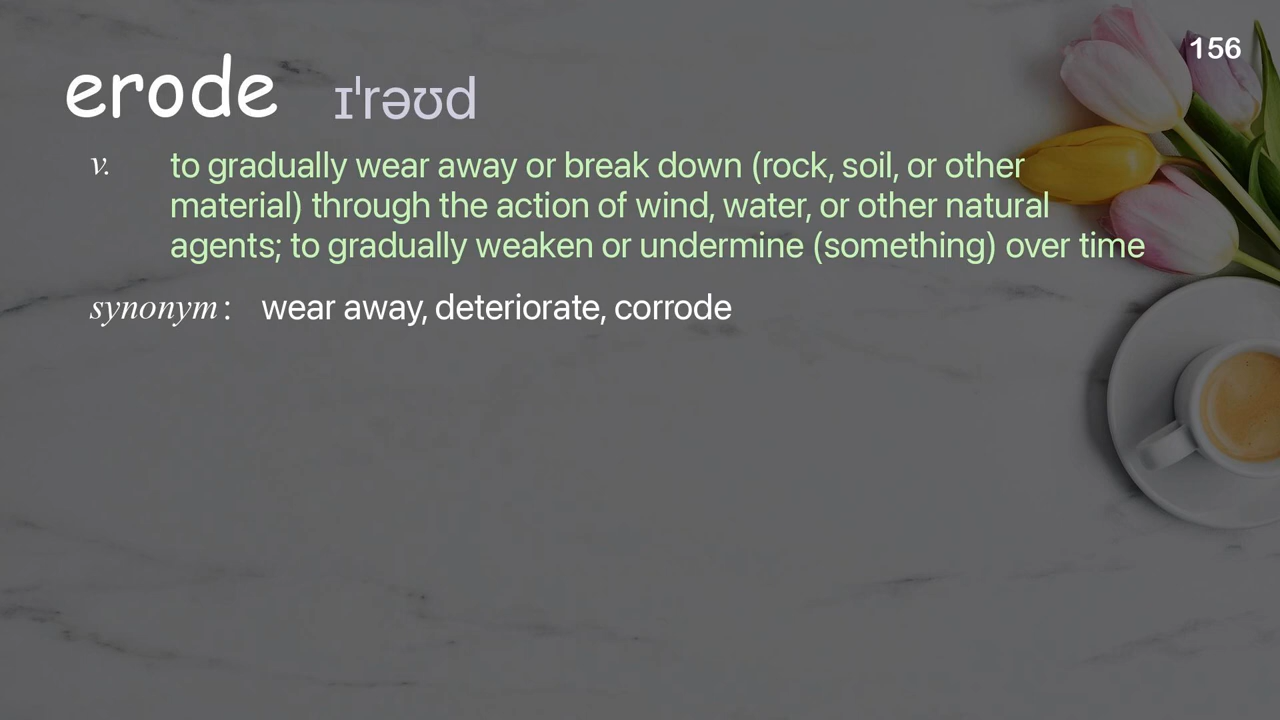 156
erode ɪˈrəʊd
v. to gradually wear away or break down (rock, soil, or other
material) through the action of wind, water, or other natural
agents; to gradually weaken or undermine (something) over time
synonym: wear away, deteriorate, corrode